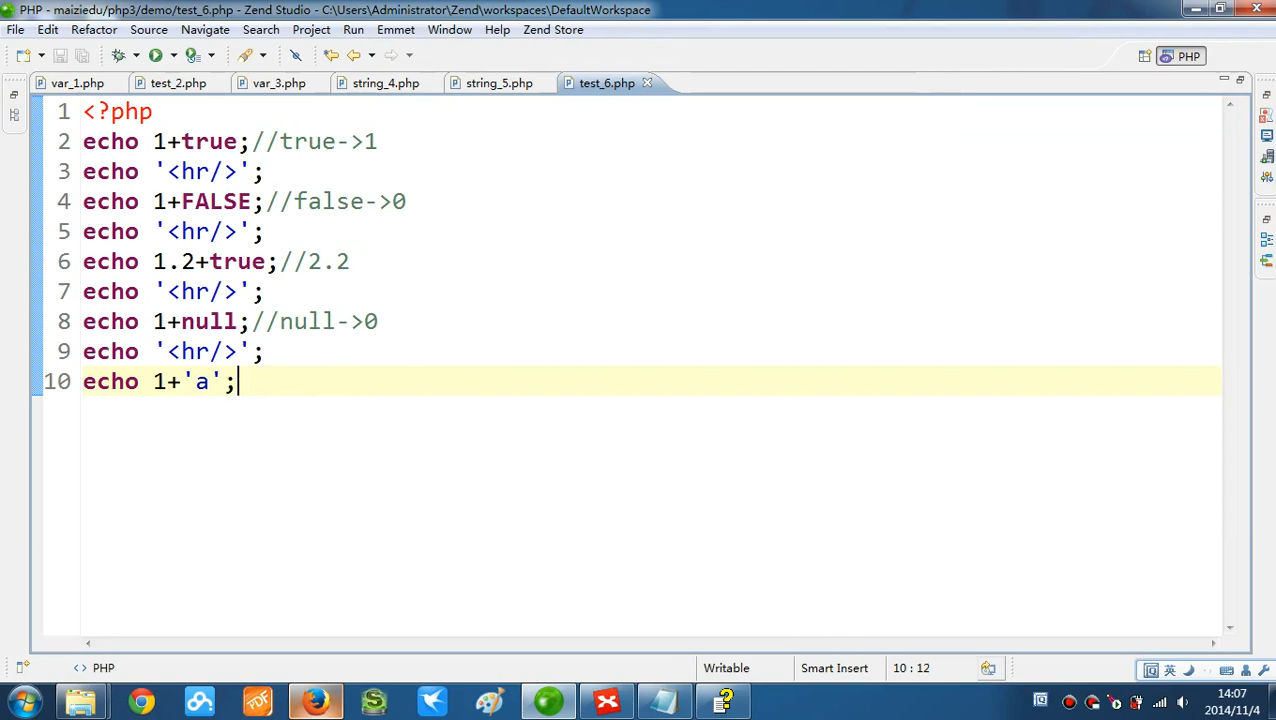 PHP - maiziedu/php3/demo/test_6.php - Zend Studio - C:\Users\Administrator\Zend\workspaces\DefaultWorkspace
File Edit Refactor Source Navigate Search Project Run Emmet Window Help Zend Store
PHP
var_1.php test_2.php var_3.php string_4.php string_5.php test_6.php
1 <?php
2 echo 1+true;//true->1
3 echo '<hr/>';
4 echo 1+FALSE;//false->0
5 echo '<hr/>';
6 echo 1.2+true;//2.2
7 echo '<hr/>';
8 echo 1+null;//null->0
9 echo '<hr/>';
10 echo 1+'a';
<> PHP Writable Smart Insert 10 : 12
英
PDF
14:07
2014/11/4